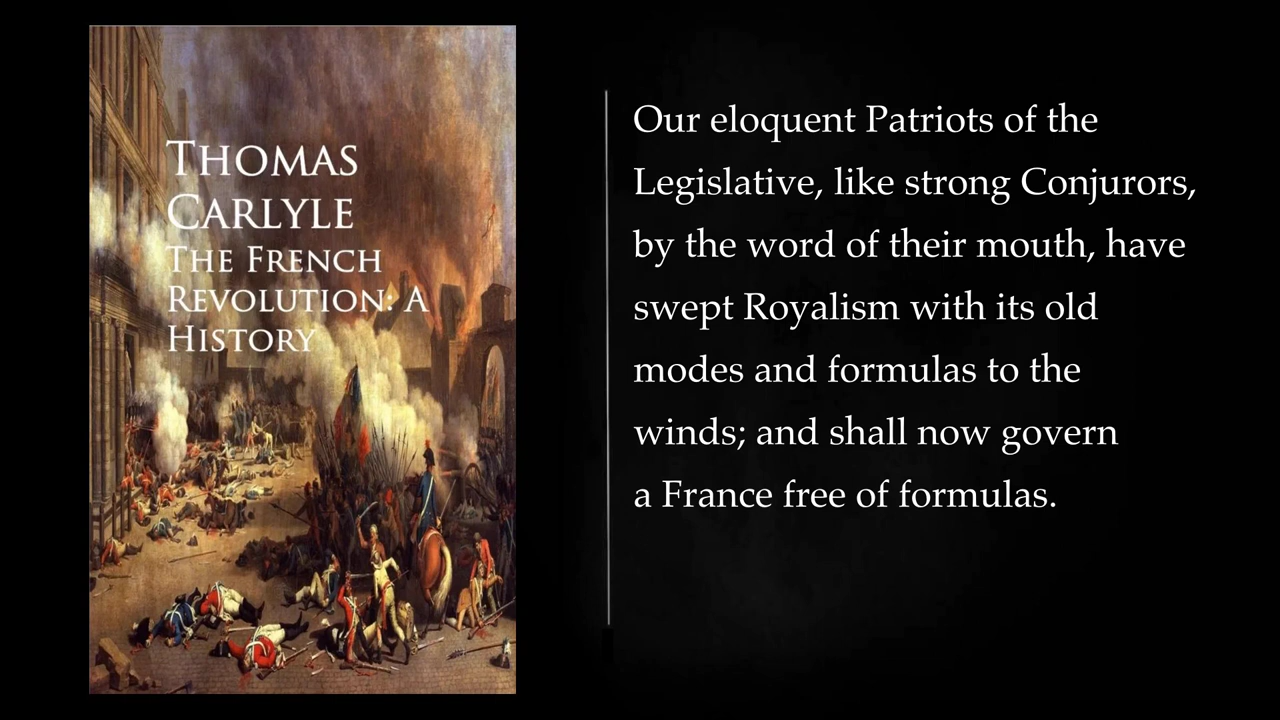 THOMAS
CARLYLE
THE FRENCH
REVOLUTION: A
HISTORY
Our eloquent Patriots of the
Legislative, like strong Conjurors,
by the word of their mouth, have
swept Royalism with its old
modes and formulas to the
winds; and shall now govern
a France free of formulas.